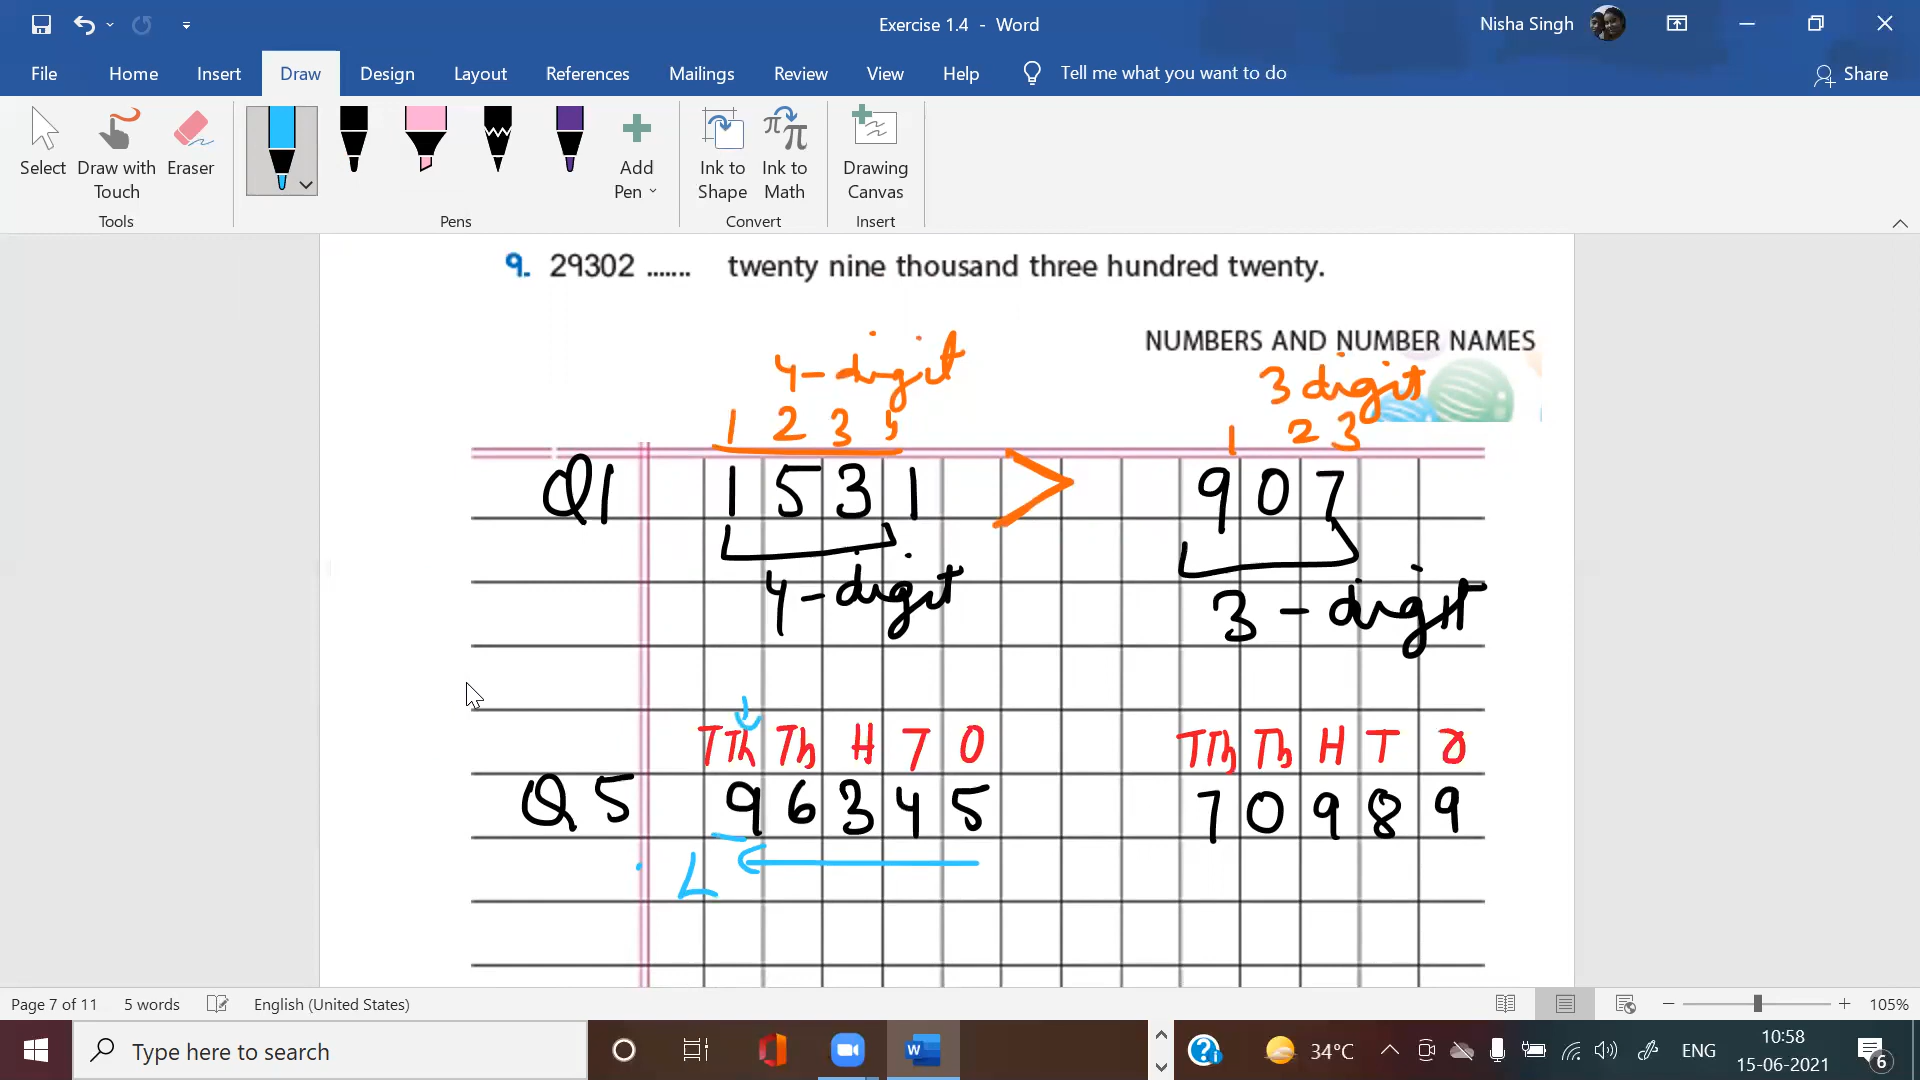 Exercise 1.4 - Word
Nisha Singh
File Home Insert Draw Design Layout References Mailings Review View Help Tell me what you want to do Share
Select Draw with Touch Eraser Add Pen Ink to Shape Ink to Math Drawing Canvas
Tools Pens Convert Insert
9. 29302 ....... twenty nine thousand three hundred twenty.
NUMBERS AND NUMBER NAMES
4-digit 3 digit
1 2 3 4 1 2 3
Q1 1531 > 907
4-digit 3-digit
TTh Th H T O TTh Th H T O
Q5 96345 70989
L
Page 7 of 11 5 words English (United States) 105%
Type here to search 34°C ENG 10:58
15-06-2021 6